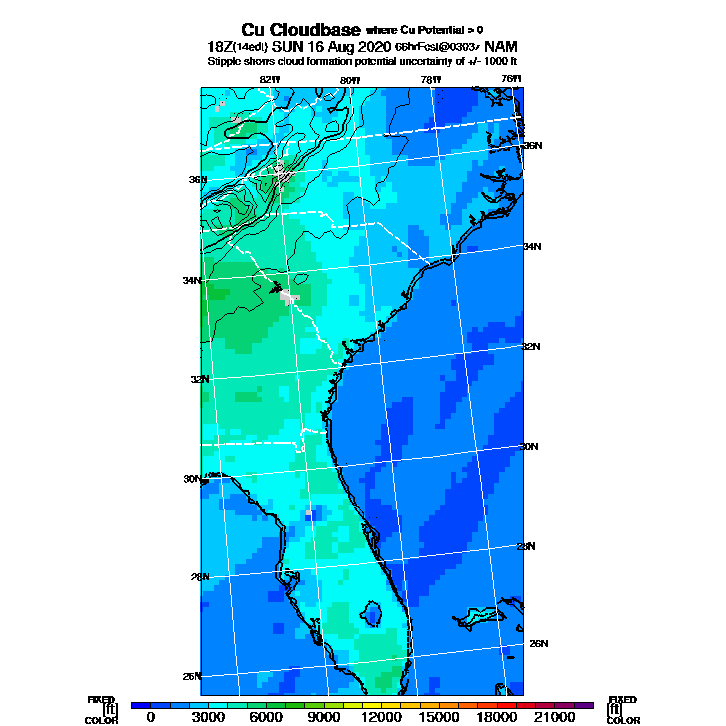 Cu Cloudbase where Cu Potential > 0
18Z(14edt) SUN 16 Aug 2020 66hrFcst@0303z NAM
Stipple shows cloud formation potential uncertainty of +/- 1000 ft
82W 80W 78W 76W
36N 36N
34N 34N
32N 32N
30N 30N
28N 28N
26N 26N
FIXED FIXED
[ft] [ft]
COLOR COLOR
0 3000 6000 9000 12000 15000 18000 21000